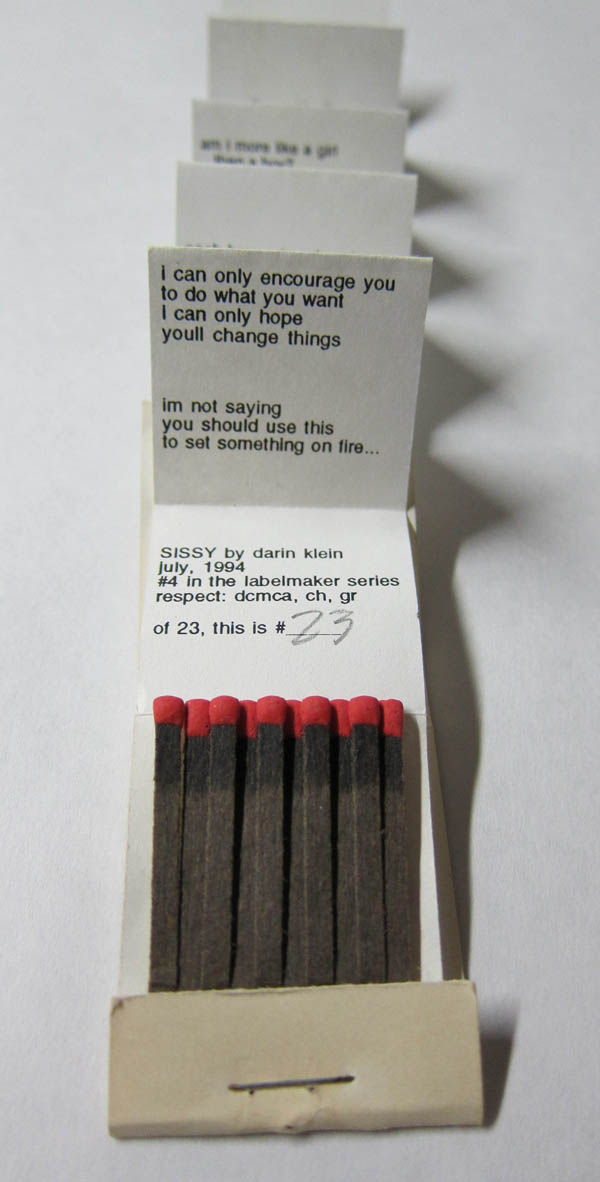 am i more like a girl
than a boy?
i can only encourage you
to do what you want
i can only hope
youll change things
im not saying
you should use this
to set something on fire...
SISSY by darin klein
july, 1994
#4 in the labelmaker series
respect: dcmca, ch, gr
of 23, this is #23